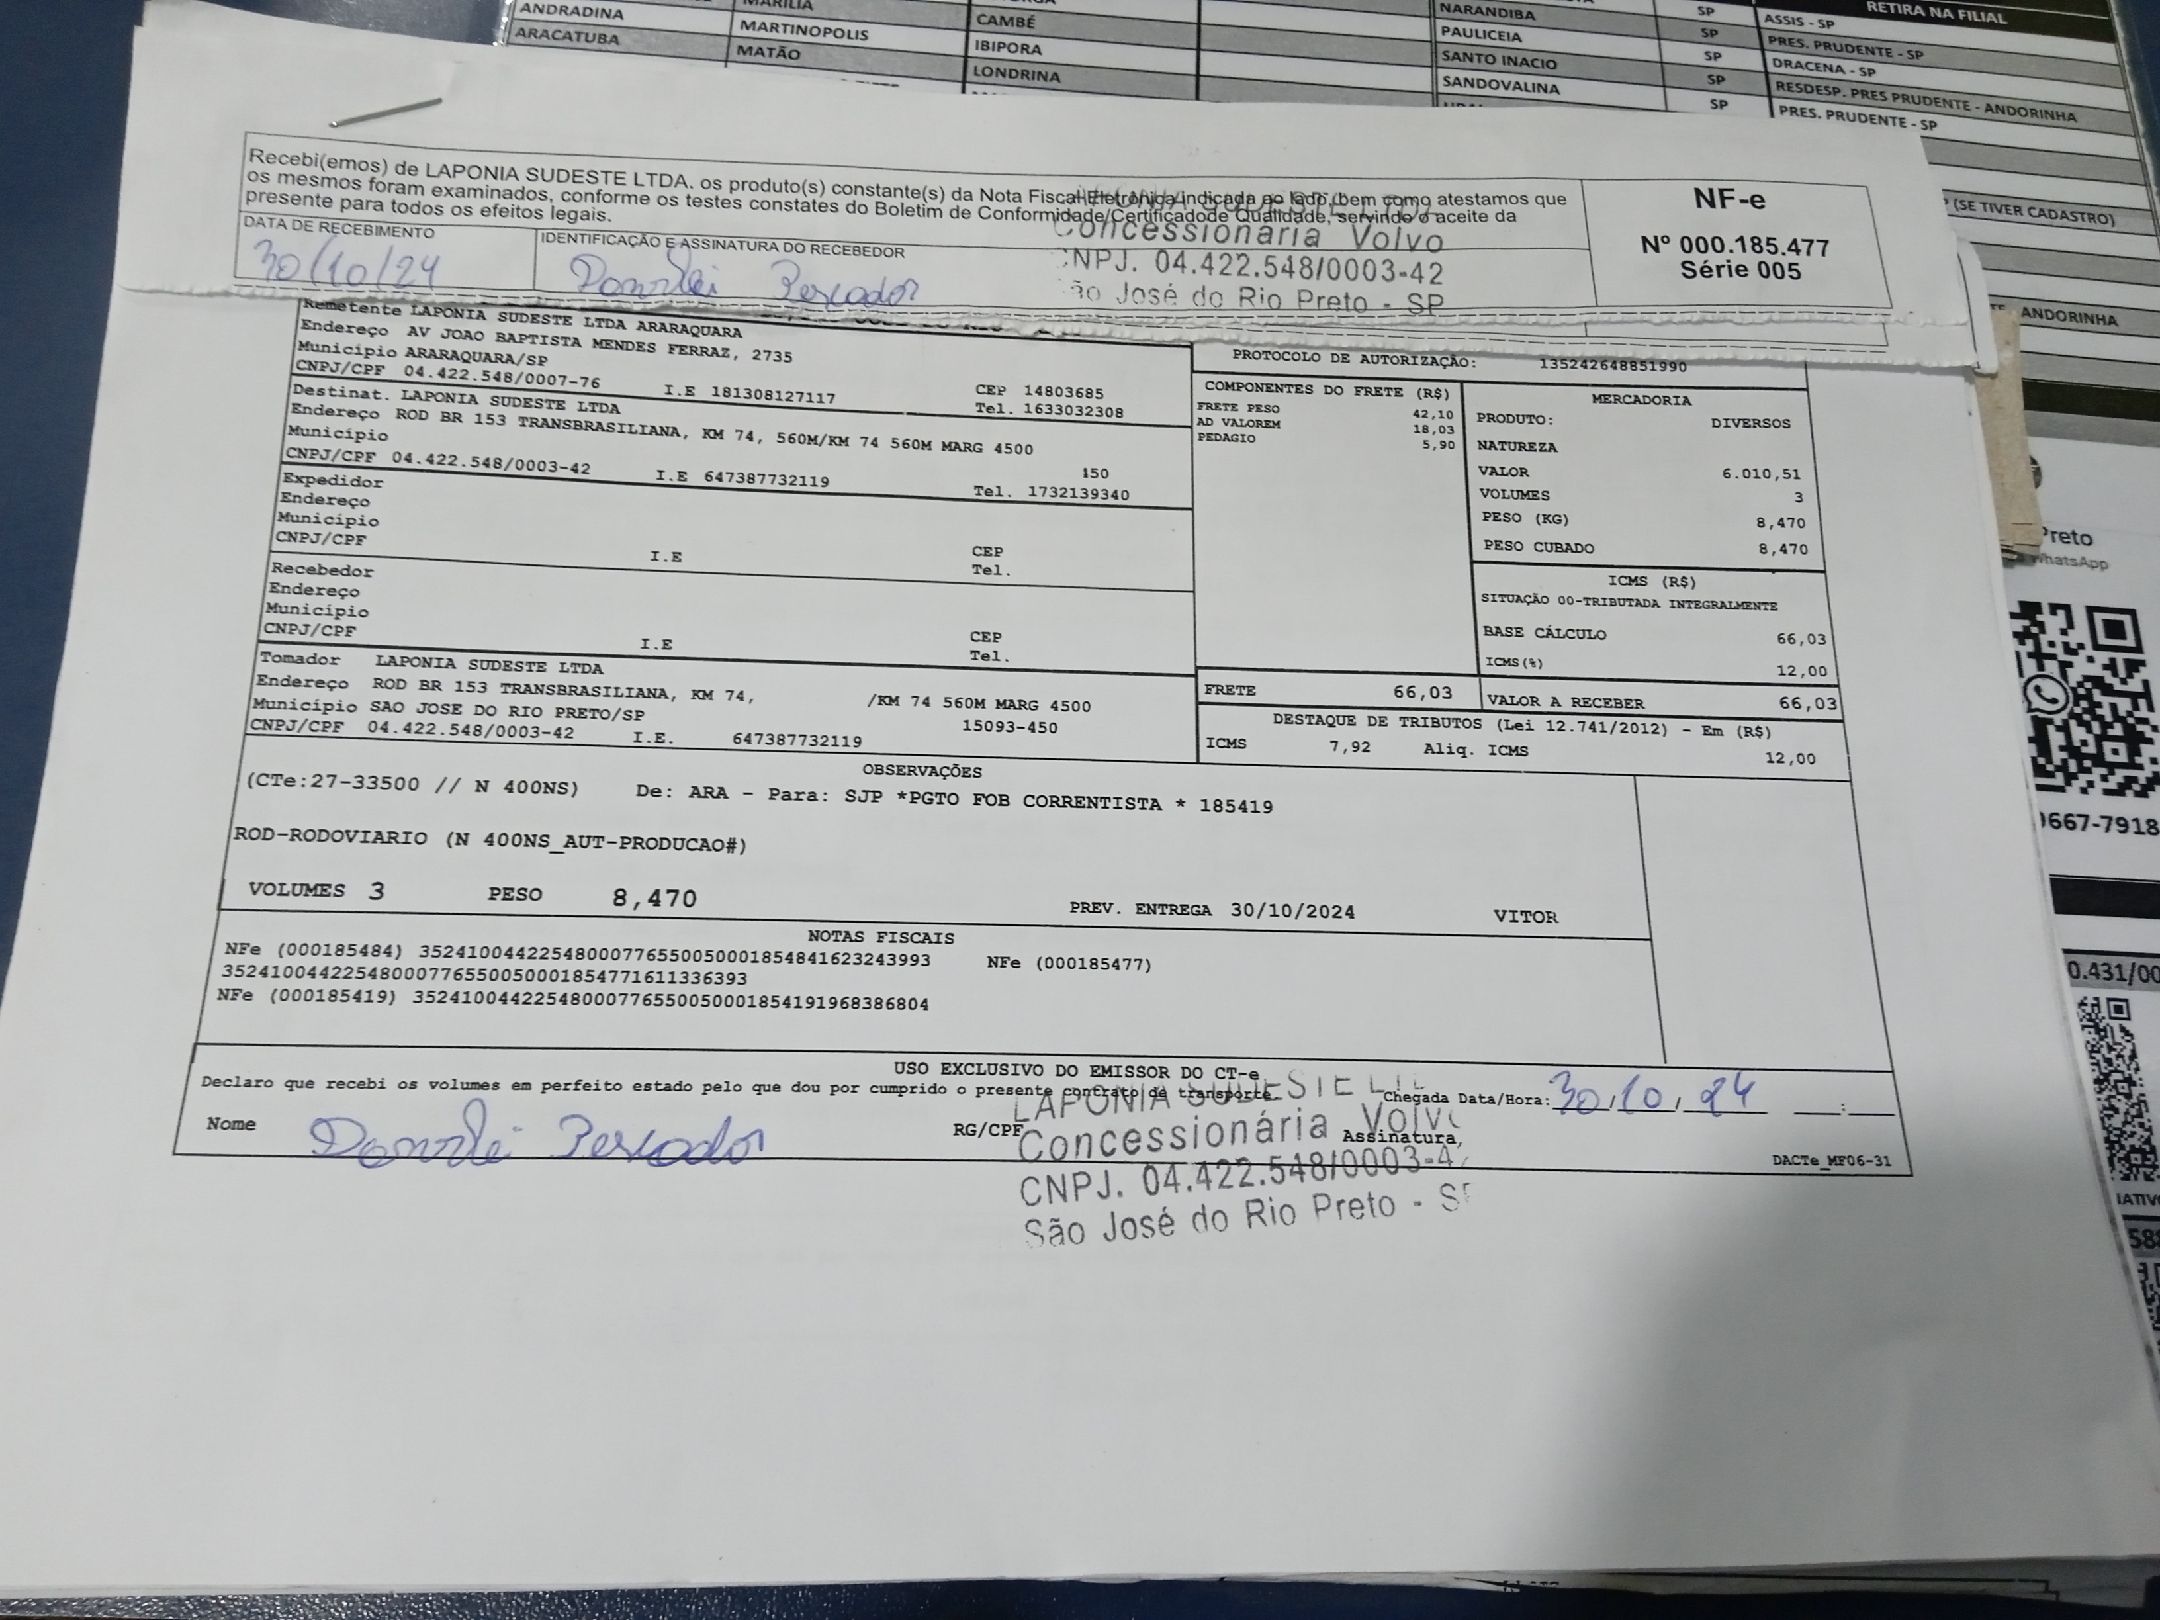 ANDRADINA MARÍLIA CAMBÉ NARANDIBA SP ASSIS - SP RETIRA NA FILIAL
ARACATUBA MARTINOPOLIS IBIPORA PAULICEIA SP PRES. PRUDENTE - SP
MATÃO LONDRINA SANTO INACIO SP DRACENA - SP
SANDOVALINA SP RESDESP. PRES PRUDENTE - ANDORINHA
SP PRES. PRUDENTE - SP
(SE TIVER CADASTRO)
ANDORINHA
Recebi(emos) de LAPONIA SUDESTE LTDA. os produto(s) constante(s) da Nota Fiscal Eletrônica indicada ao lado, bem como atestamos que
os mesmos foram examinados, conforme os testes constates do Boletim de Conformidade/Certificadode Qualidade, servindo o aceite da
presente para todos os efeitos legais.
NF-e
Nº 000.185.477
Série 005
DATA DE RECEBIMENTO
30/10/24
IDENTIFICAÇÃO E ASSINATURA DO RECEBEDOR
Pescador
Concessionária Volvo
CNPJ. 04.422.548/0003-42
São José do Rio Preto - SP
Remetente LAPONIA SUDESTE LTDA ARARAQUARA
Endereço AV JOAO BAPTISTA MENDES FERRAZ, 2735
Município ARARAQUARA/SP CEP 14803685
CNPJ/CPF 04.422.548/0007-76 I.E 181308127117 Tel. 1633032308
Destinat. LAPONIA SUDESTE LTDA
Endereço ROD BR 153 TRANSBRASILIANA, KM 74, 560M/KM 74 560M MARG 4500
Município 150
CNPJ/CPF 04.422.548/0003-42 I.E 647387732119 Tel. 1732139340
Expedidor
Endereço
Município CEP
CNPJ/CPF I.E Tel.
Recebedor
Endereço
Município CEP
CNPJ/CPF I.E Tel.
Tomador LAPONIA SUDESTE LTDA
Endereço ROD BR 153 TRANSBRASILIANA, KM 74, /KM 74 560M MARG 4500
Município SAO JOSE DO RIO PRETO/SP 15093-450
CNPJ/CPF 04.422.548/0003-42 I.E. 647387732119
PROTOCOLO DE AUTORIZAÇÃO: 135242648851990
COMPONENTES DO FRETE (R$)
FRETE PESO 42,10
AD VALOREM 18,03
PEDAGIO 5,90
MERCADORIA
PRODUTO: DIVERSOS
NATUREZA
VALOR 6.010,51
VOLUMES 3
PESO (KG) 8,470
PESO CUBADO 8,470
ICMS (R$)
SITUAÇÃO 00-TRIBUTADA INTEGRALMENTE
BASE CÁLCULO 66,03
ICMS(%) 12,00
FRETE 66,03 VALOR A RECEBER 66,03
DESTAQUE DE TRIBUTOS (Lei 12.741/2012) - Em (R$)
ICMS 7,92 Aliq. ICMS 12,00
OBSERVAÇÕES
(CTe:27-33500 // N 400NS) De: ARA - Para: SJP *PGTO FOB CORRENTISTA * 185419
ROD-RODOVIARIO (N 400NS_AUT-PRODUCAO#)
VOLUMES 3 PESO 8,470 PREV. ENTREGA 30/10/2024 VITOR
NOTAS FISCAIS
NFe (000185484) 35241004422548000776550050001854841623243993 NFe (000185477)
35241004422548000776550050001854771611336393
NFe (000185419) 35241004422548000776550050001854191968386804
USO EXCLUSIVO DO EMISSOR DO CT-e
Declaro que recebi os volumes em perfeito estado pelo que dou por cumprido o presente contrato de transporte. Chegada Data/Hora: 30, 10, 24 :
Nome Pescador RG/CPF Assinatura,
DACTe_MF06-31
LAPONIA SUDESTE
Concessionária Volvo
CNPJ. 04.422.548/0003-4
São José do Rio Preto - SP
Preto
WhatsApp
667-7918
0.431/00